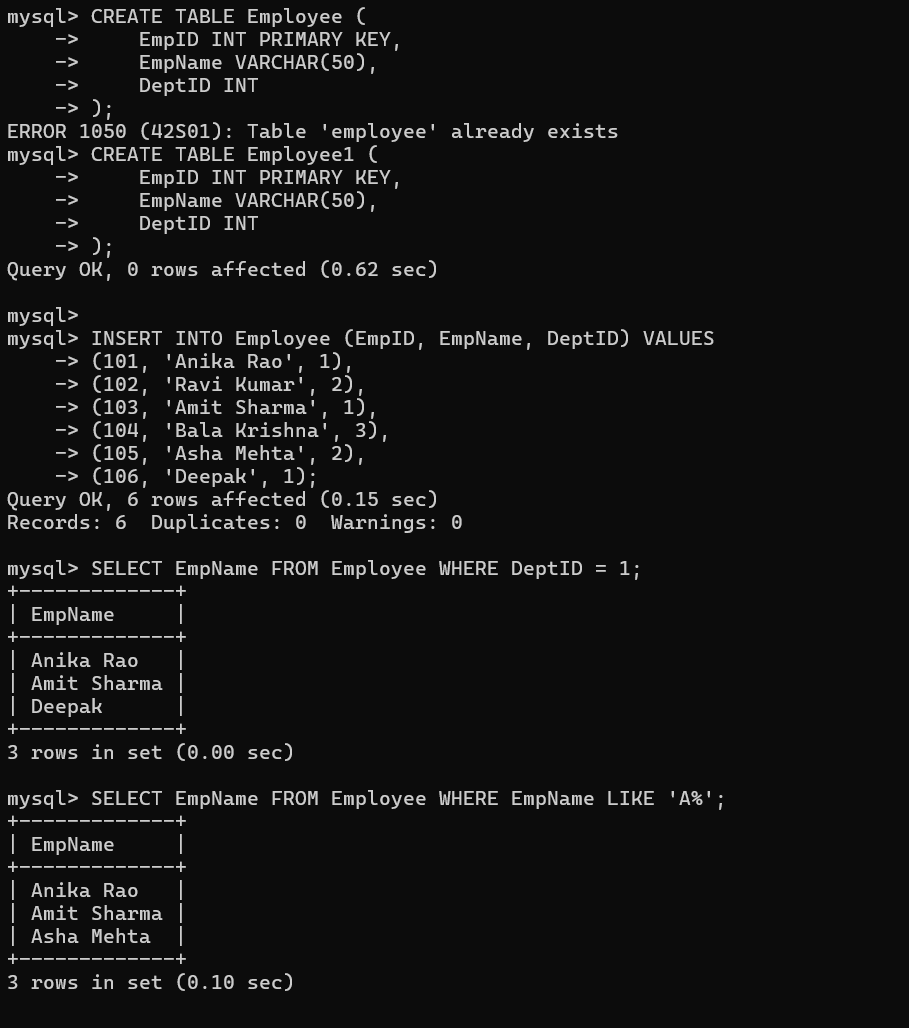 mysql> CREATE TABLE Employee (
    ->     EmpID INT PRIMARY KEY,
    ->     EmpName VARCHAR(50),
    ->     DeptID INT
    -> );
ERROR 1050 (42S01): Table 'employee' already exists
mysql> CREATE TABLE Employee1 (
    ->     EmpID INT PRIMARY KEY,
    ->     EmpName VARCHAR(50),
    ->     DeptID INT
    -> );
Query OK, 0 rows affected (0.62 sec)

mysql>
mysql> INSERT INTO Employee (EmpID, EmpName, DeptID) VALUES
    -> (101, 'Anika Rao', 1),
    -> (102, 'Ravi Kumar', 2),
    -> (103, 'Amit Sharma', 1),
    -> (104, 'Bala Krishna', 3),
    -> (105, 'Asha Mehta', 2),
    -> (106, 'Deepak', 1);
Query OK, 6 rows affected (0.15 sec)
Records: 6  Duplicates: 0  Warnings: 0

mysql> SELECT EmpName FROM Employee WHERE DeptID = 1;
+-------------+
| EmpName     |
+-------------+
| Anika Rao   |
| Amit Sharma |
| Deepak      |
+-------------+
3 rows in set (0.00 sec)

mysql> SELECT EmpName FROM Employee WHERE EmpName LIKE 'A%';
+-------------+
| EmpName     |
+-------------+
| Anika Rao   |
| Amit Sharma |
| Asha Mehta  |
+-------------+
3 rows in set (0.10 sec)